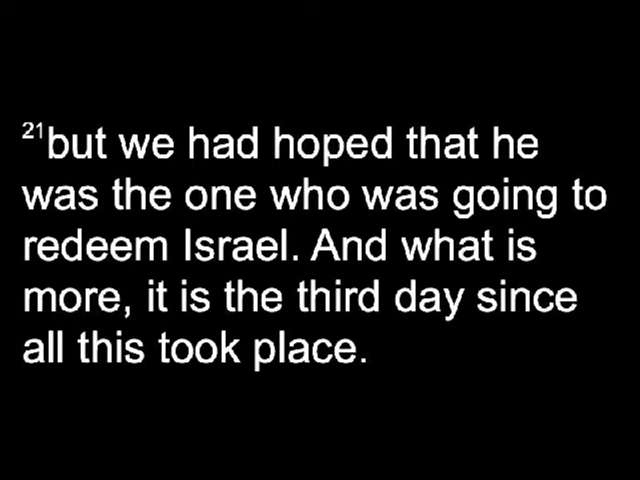 21but we had hoped that he
was the one who was going to
redeem Israel. And what is
more, it is the third day since
all this took place.